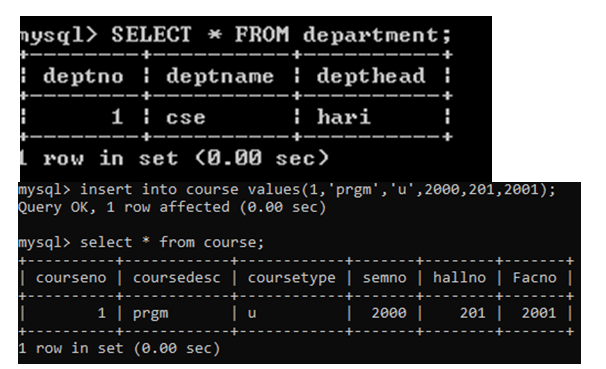 mysql> SELECT * FROM department;
+--------+----------+----------+
| deptno | deptname | depthead |
+--------+----------+----------+
|      1 | cse      | hari     |
+--------+----------+----------+
1 row in set (0.00 sec)
mysql> insert into course values(1,'prgm','u',2000,201,2001);
Query OK, 1 row affected (0.00 sec)
mysql> select * from course;
+----------+------------+------------+-------+--------+-------+
| courseno | coursedesc | coursetype | semno | hallno | Facno |
+----------+------------+------------+-------+--------+-------+
|        1 | prgm       | u          |  2000 |    201 |  2001 |
+----------+------------+------------+-------+--------+-------+
1 row in set (0.00 sec)